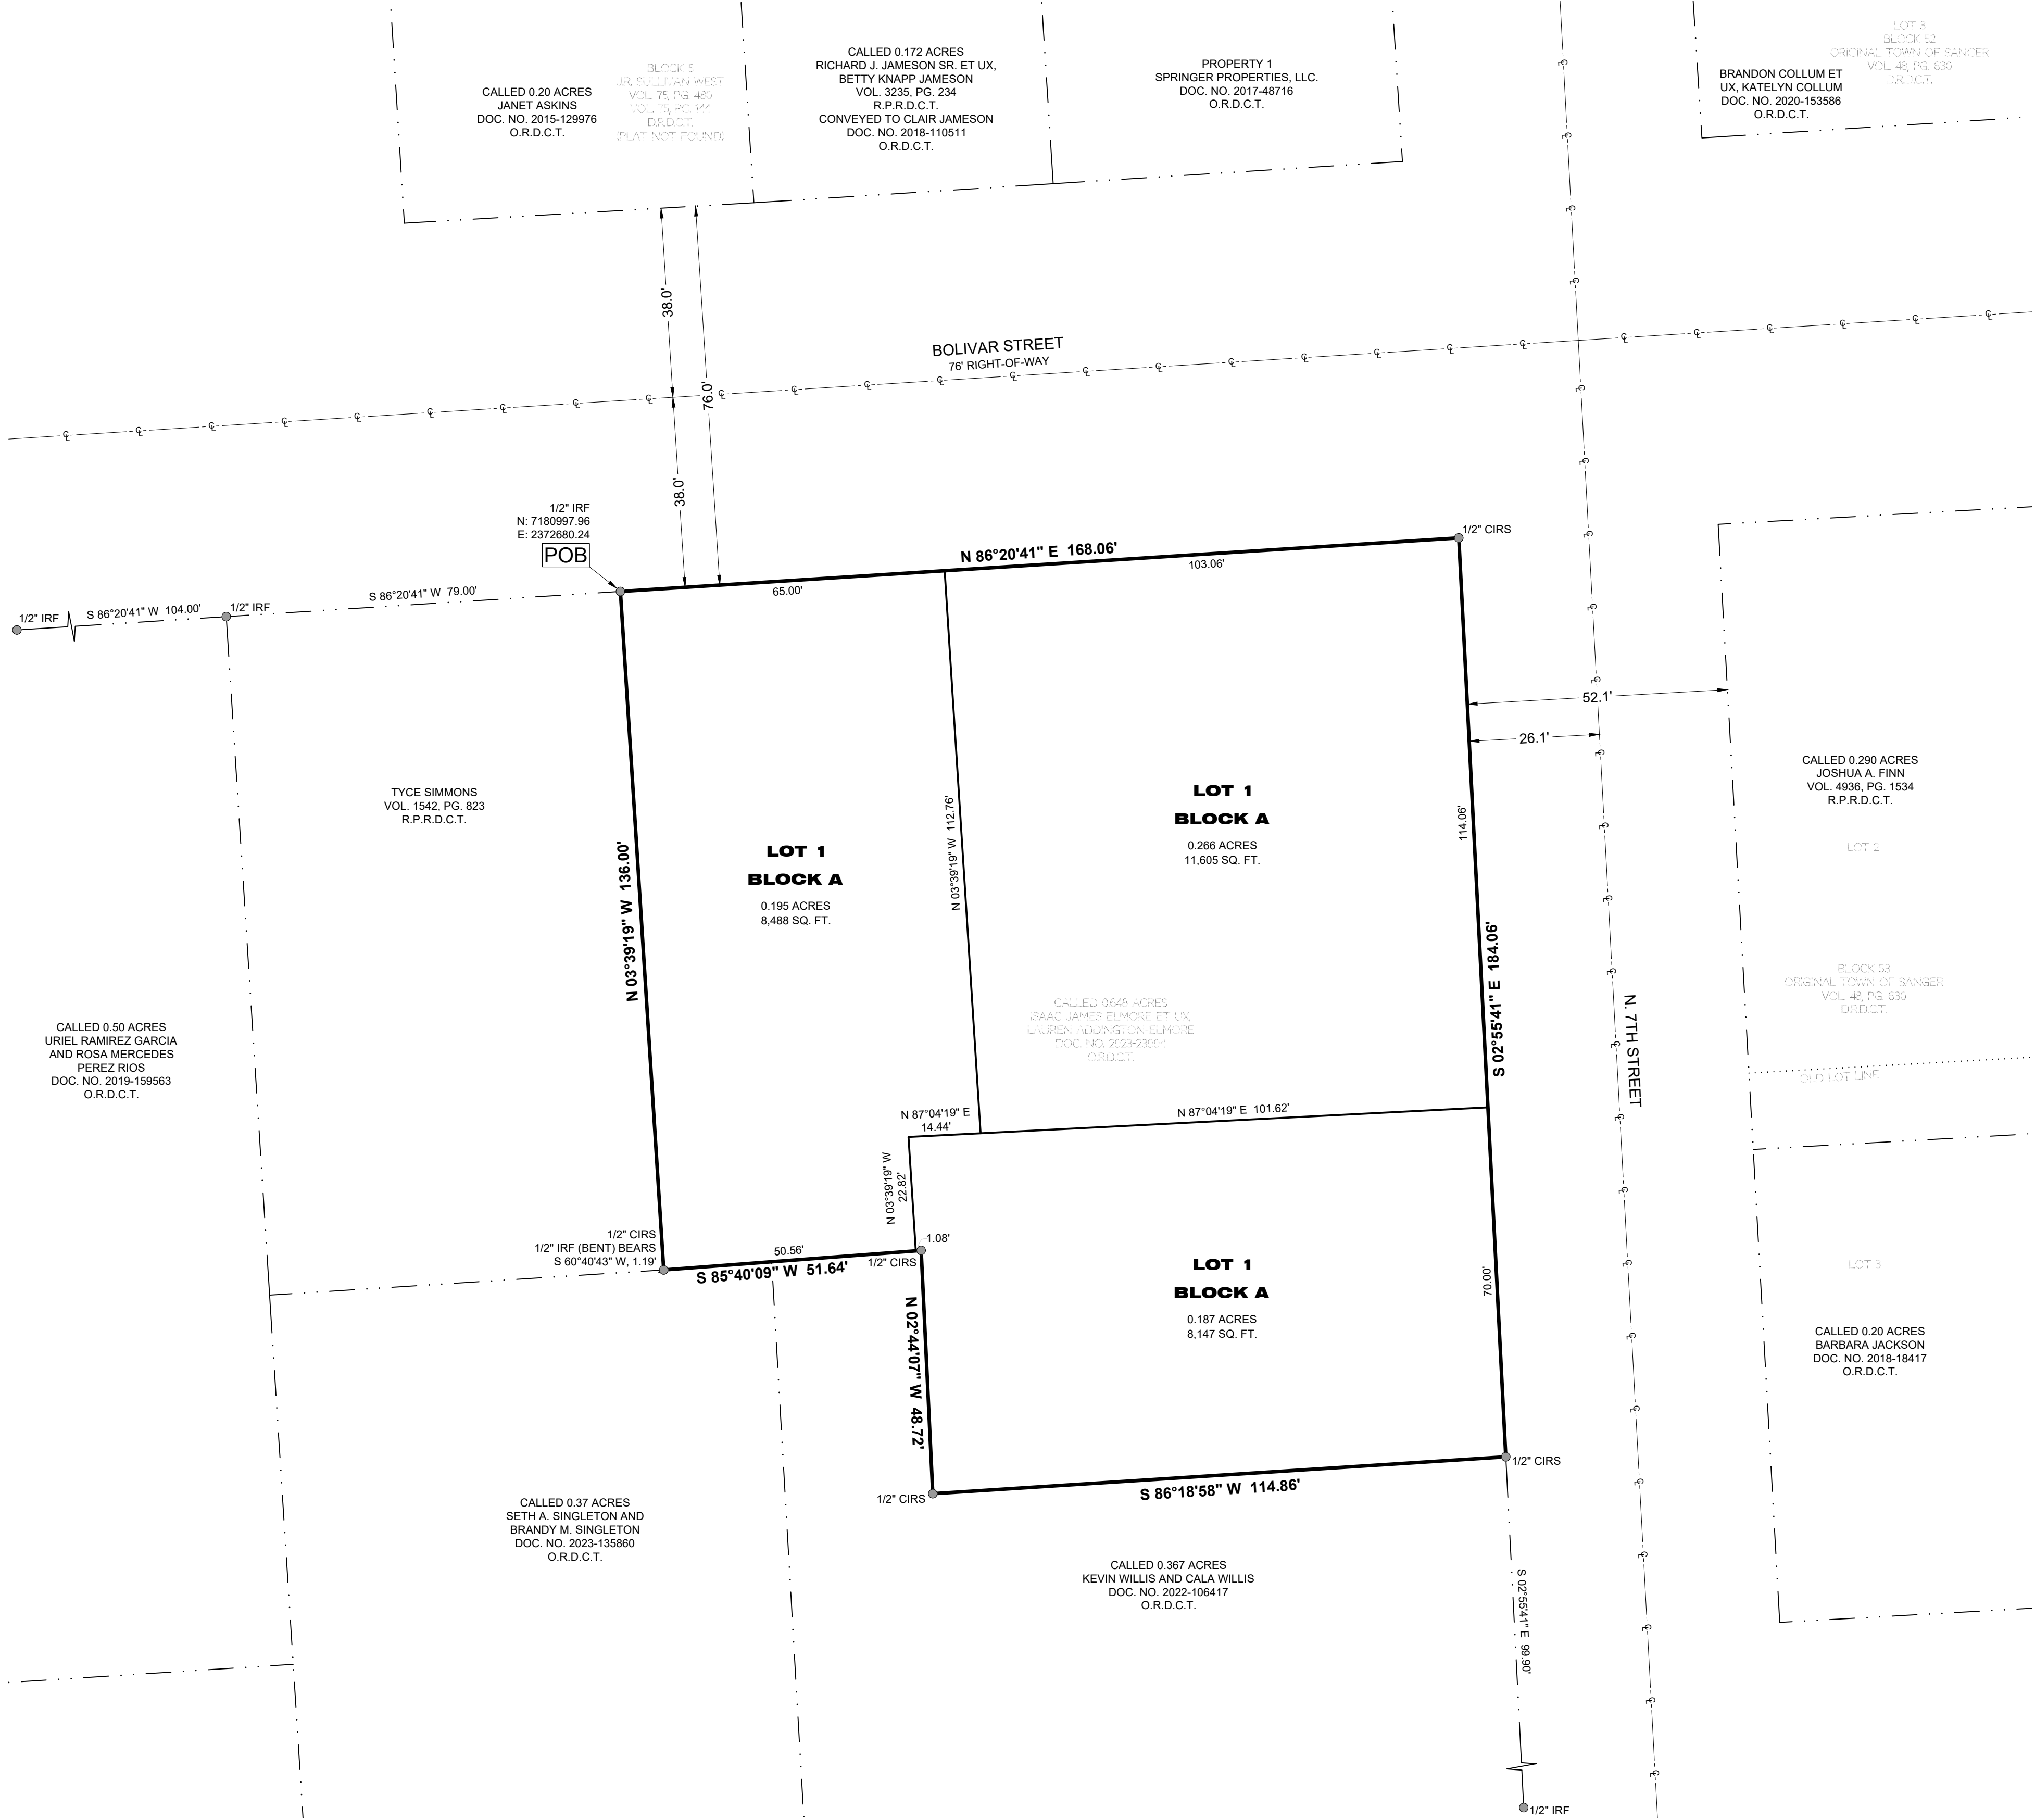 CALLED 0.20 ACRES
JANET ASKINS
DOC. NO. 2015-129976
O.R.D.C.T.
BLOCK 5
J.R. SULLIVAN WEST
VOL. 75, PG. 480
VOL. 75, PG. 144
D.R.D.C.T.
(PLAT NOT FOUND)
CALLED 0.172 ACRES
RICHARD J. JAMESON SR. ET UX,
BETTY KNAPP JAMESON
VOL. 3235, PG. 234
R.P.R.D.C.T.
CONVEYED TO CLAIR JAMESON
DOC. NO. 2018-110511
O.R.D.C.T.
PROPERTY 1
SPRINGER PROPERTIES, LLC.
DOC. NO. 2017-48716
O.R.D.C.T.
BRANDON COLLUM ET
UX, KATELYN COLLUM
DOC. NO. 2020-153586
O.R.D.C.T.
LOT 3
BLOCK 52
ORIGINAL TOWN OF SANGER
VOL. 48, PG. 630
D.R.D.C.T.
38.0'
76.0'
38.0'
BOLIVAR STREET
76' RIGHT-OF-WAY
1/2" IRF
N: 7180997.96
E: 2372680.24
POB
1/2" IRF
S 86°20'41" W 104.00'
1/2" IRF
S 86°20'41" W 79.00'
N 86°20'41" E 168.06'
65.00'
103.06'
1/2" CIRS
52.1'
26.1'
TYCE SIMMONS
VOL. 1542, PG. 823
R.P.R.D.C.T.
N 03°39'19" W 136.00'
LOT 1
BLOCK A
0.195 ACRES
8,488 SQ. FT.
N 03°39'19" W 112.76'
LOT 1
BLOCK A
0.266 ACRES
11,605 SQ. FT.
114.06'
S 02°55'41" E 184.06'
N. 7TH STREET
CALLED 0.290 ACRES
JOSHUA A. FINN
VOL. 4936, PG. 1534
R.P.R.D.C.T.
LOT 2
BLOCK 53
ORIGINAL TOWN OF SANGER
VOL. 48, PG. 630
D.R.D.C.T.
OLD LOT LINE
CALLED 0.50 ACRES
URIEL RAMIREZ GARCIA
AND ROSA MERCEDES
PEREZ RIOS
DOC. NO. 2019-159563
O.R.D.C.T.
CALLED 0.648 ACRES
ISAAC JAMES ELMORE ET UX,
LAUREN ADDINGTON-ELMORE
DOC. NO. 2023-23004
O.R.D.C.T.
N 87°04'19" E
14.44'
N 87°04'19" E 101.62'
N 03°39'19" W
22.82'
1/2" CIRS
1/2" IRF (BENT) BEARS
S 60°40'43" W, 1.19'
50.56'
S 85°40'09" W 51.64'
1.08'
1/2" CIRS
N 02°44'07" W 48.72'
LOT 1
BLOCK A
0.187 ACRES
8,147 SQ. FT.
70.00'
LOT 3
CALLED 0.20 ACRES
BARBARA JACKSON
DOC. NO. 2018-18417
O.R.D.C.T.
1/2" CIRS
1/2" CIRS
S 86°18'58" W 114.86'
CALLED 0.37 ACRES
SETH A. SINGLETON AND
BRANDY M. SINGLETON
DOC. NO. 2023-135860
O.R.D.C.T.
CALLED 0.367 ACRES
KEVIN WILLIS AND CALA WILLIS
DOC. NO. 2022-106417
O.R.D.C.T.
S 02°55'41" E 99.90'
1/2" IRF